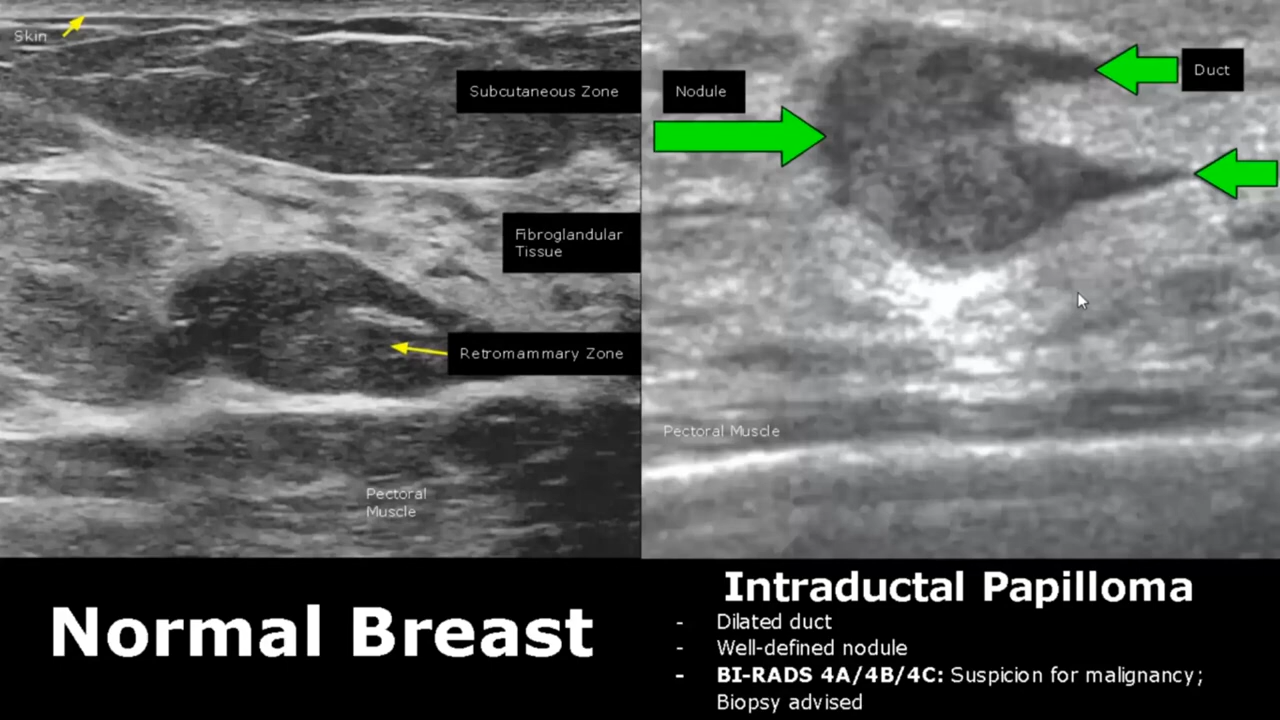 Skin
Subcutaneous Zone
Fibroglandular
Tissue
Retromammary Zone
Pectoral
Muscle
Normal Breast
Nodule
Duct
Pectoral Muscle
Intraductal Papilloma
- Dilated duct
- Well-defined nodule
- BI-RADS 4A/4B/4C: Suspicion for malignancy;
Biopsy advised